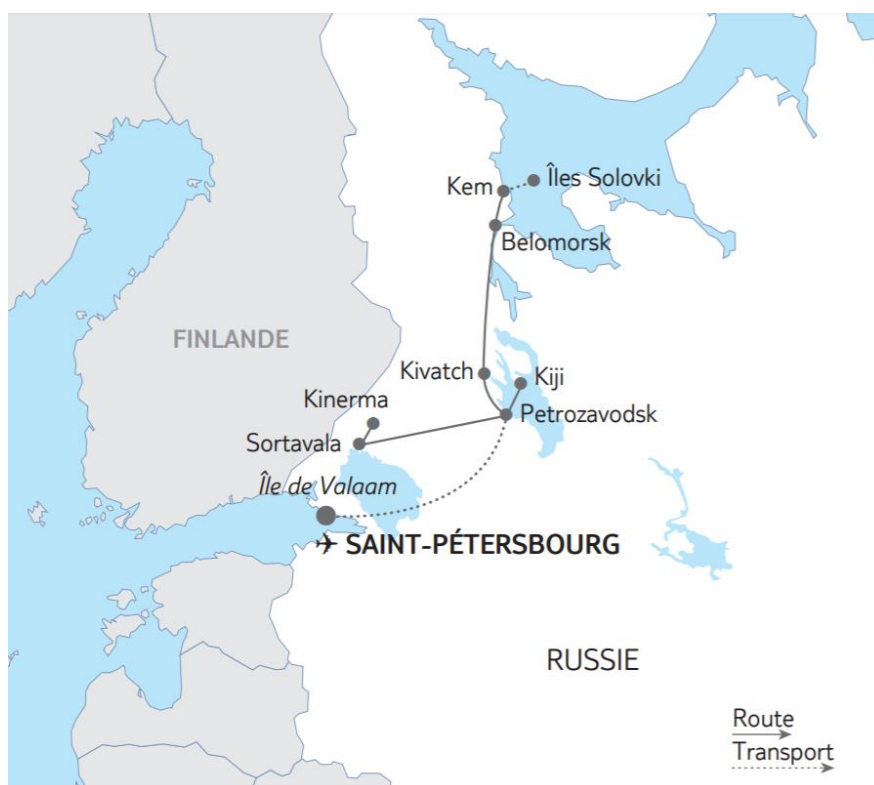 Îles Solovki
Kem
Belomorsk
FINLANDE
Kivatch
Kiji
Kinerma
Petrozavodsk
Sortavala
Île de Valaam
SAINT-PÉTERSBOURG
RUSSIE
Route
Transport